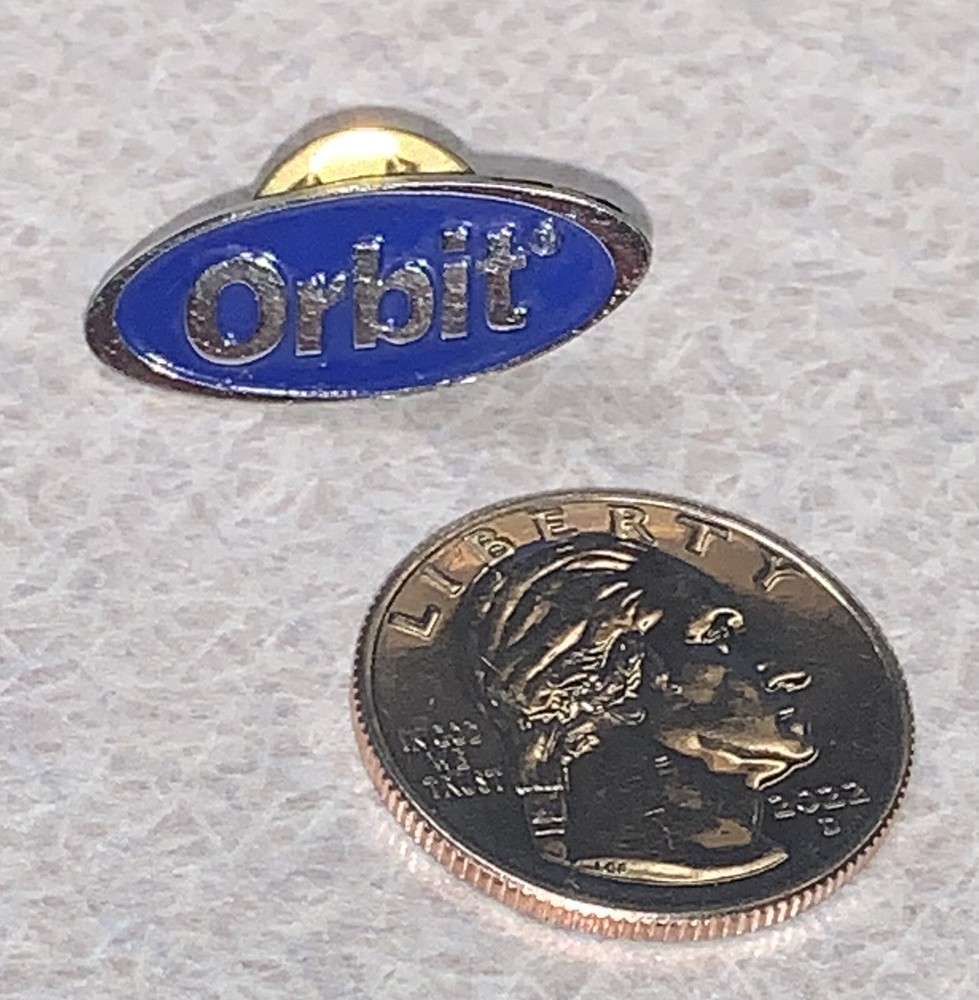 Orbit®
LIBERTY
IN GOD
WE
TRUST
2022